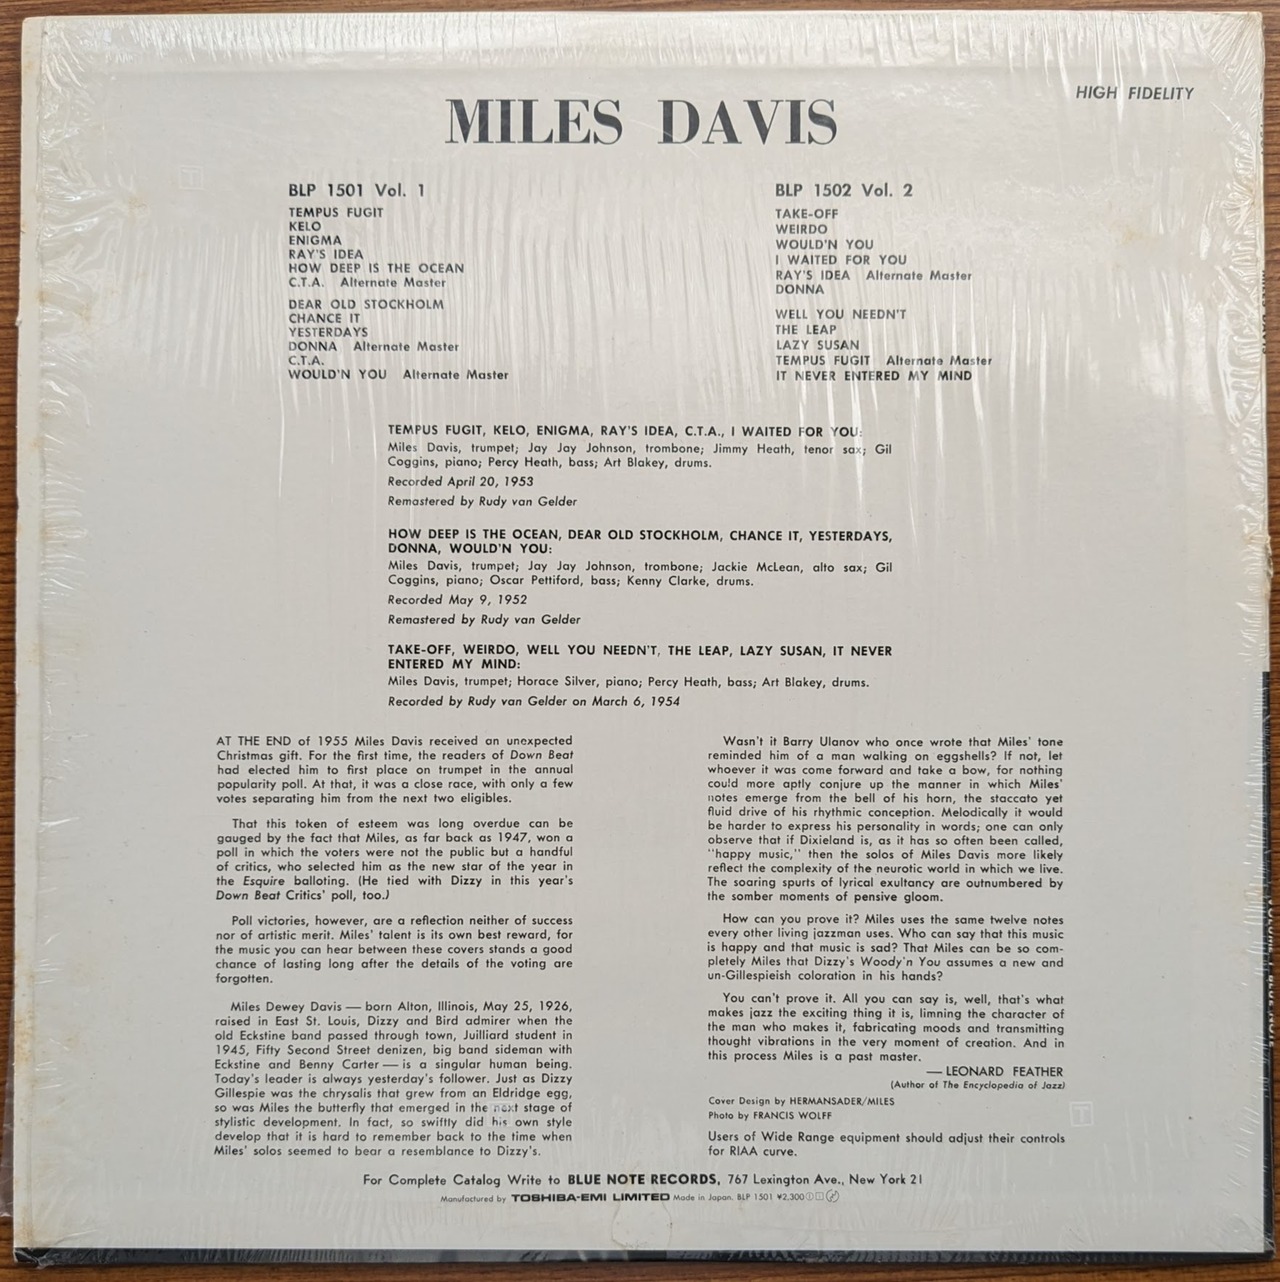 HIGH FIDELITY
MILES DAVIS
BLP 1501 Vol. 1
TEMPUS FUGIT
KELO
ENIGMA
RAY'S IDEA
HOW DEEP IS THE OCEAN
C.T.A. Alternate Master
DEAR OLD STOCKHOLM
CHANCE IT
YESTERDAYS
DONNA Alternate Master
C.T.A.
WOULD'N YOU Alternate Master
BLP 1502 Vol. 2
TAKE-OFF
WEIRDO
WOULD'N YOU
I WAITED FOR YOU
RAY'S IDEA Alternate Master
DONNA
WELL YOU NEEDN'T
THE LEAP
LAZY SUSAN
TEMPUS FUGIT Alternate Master
IT NEVER ENTERED MY MIND
TEMPUS FUGIT, KELO, ENIGMA, RAY'S IDEA, C.T.A., I WAITED FOR YOU:
Miles Davis, trumpet; Jay Jay Johnson, trombone; Jimmy Heath, tenor sax; Gil
Coggins, piano; Percy Heath, bass; Art Blakey, drums.
Recorded April 20, 1953
Remastered by Rudy van Gelder
HOW DEEP IS THE OCEAN, DEAR OLD STOCKHOLM, CHANCE IT, YESTERDAYS,
DONNA, WOULD'N YOU:
Miles Davis, trumpet; Jay Jay Johnson, trombone; Jackie McLean, alto sax; Gil
Coggins, piano; Oscar Pettiford, bass; Kenny Clarke, drums.
Recorded May 9, 1952
Remastered by Rudy van Gelder
TAKE-OFF, WEIRDO, WELL YOU NEEDN'T, THE LEAP, LAZY SUSAN, IT NEVER
ENTERED MY MIND:
Miles Davis, trumpet; Horace Silver, piano; Percy Heath, bass; Art Blakey, drums.
Recorded by Rudy van Gelder on March 6, 1954
AT THE END of 1955 Miles Davis received an unexpected
Christmas gift. For the first time, the readers of Down Beat
had elected him to first place on trumpet in the annual
popularity poll. At that, it was a close race, with only a few
votes separating him from the next two eligibles.
That this token of esteem was long overdue can be
gauged by the fact that Miles, as far back as 1947, won a
poll in which the voters were not the public but a handful
of critics, who selected him as the new star of the year in
the Esquire balloting. (He tied with Dizzy in this year's
Down Beat Critics' poll, too.)
Poll victories, however, are a reflection neither of success
nor of artistic merit. Miles' talent is its own best reward, for
the music you can hear between these covers stands a good
chance of lasting long after the details of the voting are
forgotten.
Miles Dewey Davis — born Alton, Illinois, May 25, 1926,
raised in East St. Louis, Dizzy and Bird admirer when the
old Eckstine band passed through town, Juilliard student in
1945, Fifty Second Street denizen, big band sideman with
Eckstine and Benny Carter — is a singular human being.
Today's leader is always yesterday's follower. Just as Dizzy
Gillespie was the chrysalis that grew from an Eldridge egg,
so was Miles the butterfly that emerged in the next stage of
stylistic development. In fact, so swiftly did his own style
develop that it is hard to remember back to the time when
Miles' solos seemed to bear a resemblance to Dizzy's.
Wasn't it Barry Ulanov who once wrote that Miles' tone
reminded him of a man walking on eggshells? If not, let
whoever it was come forward and take a bow, for nothing
could more aptly conjure up the manner in which Miles'
notes emerge from the bell of his horn, the staccato yet
fluid drive of his rhythmic conception. Melodically it would
be harder to express his personality in words; one can only
observe that if Dixieland is, as it has so often been called,
"happy music," then the solos of Miles Davis more likely
reflect the complexity of the neurotic world in which we live.
The soaring spurts of lyrical exultancy are outnumbered by
the somber moments of pensive gloom.
How can you prove it? Miles uses the same twelve notes
every other living jazzman uses. Who can say that this music
is happy and that music is sad? That Miles can be so com-
pletely Miles that Dizzy's Woody'n You assumes a new and
un-Gillespieish coloration in his hands?
You can't prove it. All you can say is, well, that's what
makes jazz the exciting thing it is, limning the character of
the man who makes it, fabricating moods and transmitting
thought vibrations in the very moment of creation. And in
this process Miles is a past master.
— LEONARD FEATHER
(Author of The Encyclopedia of Jazz)
Cover Design by HERMANSADER/MILES
Photo by FRANCIS WOLFF
Users of Wide Range equipment should adjust their controls
for RIAA curve.
For Complete Catalog Write to BLUE NOTE RECORDS, 767 Lexington Ave., New York 21
Manufactured by TOSHIBA-EMI LIMITED Made in Japan. BLP 1501 ¥2,300